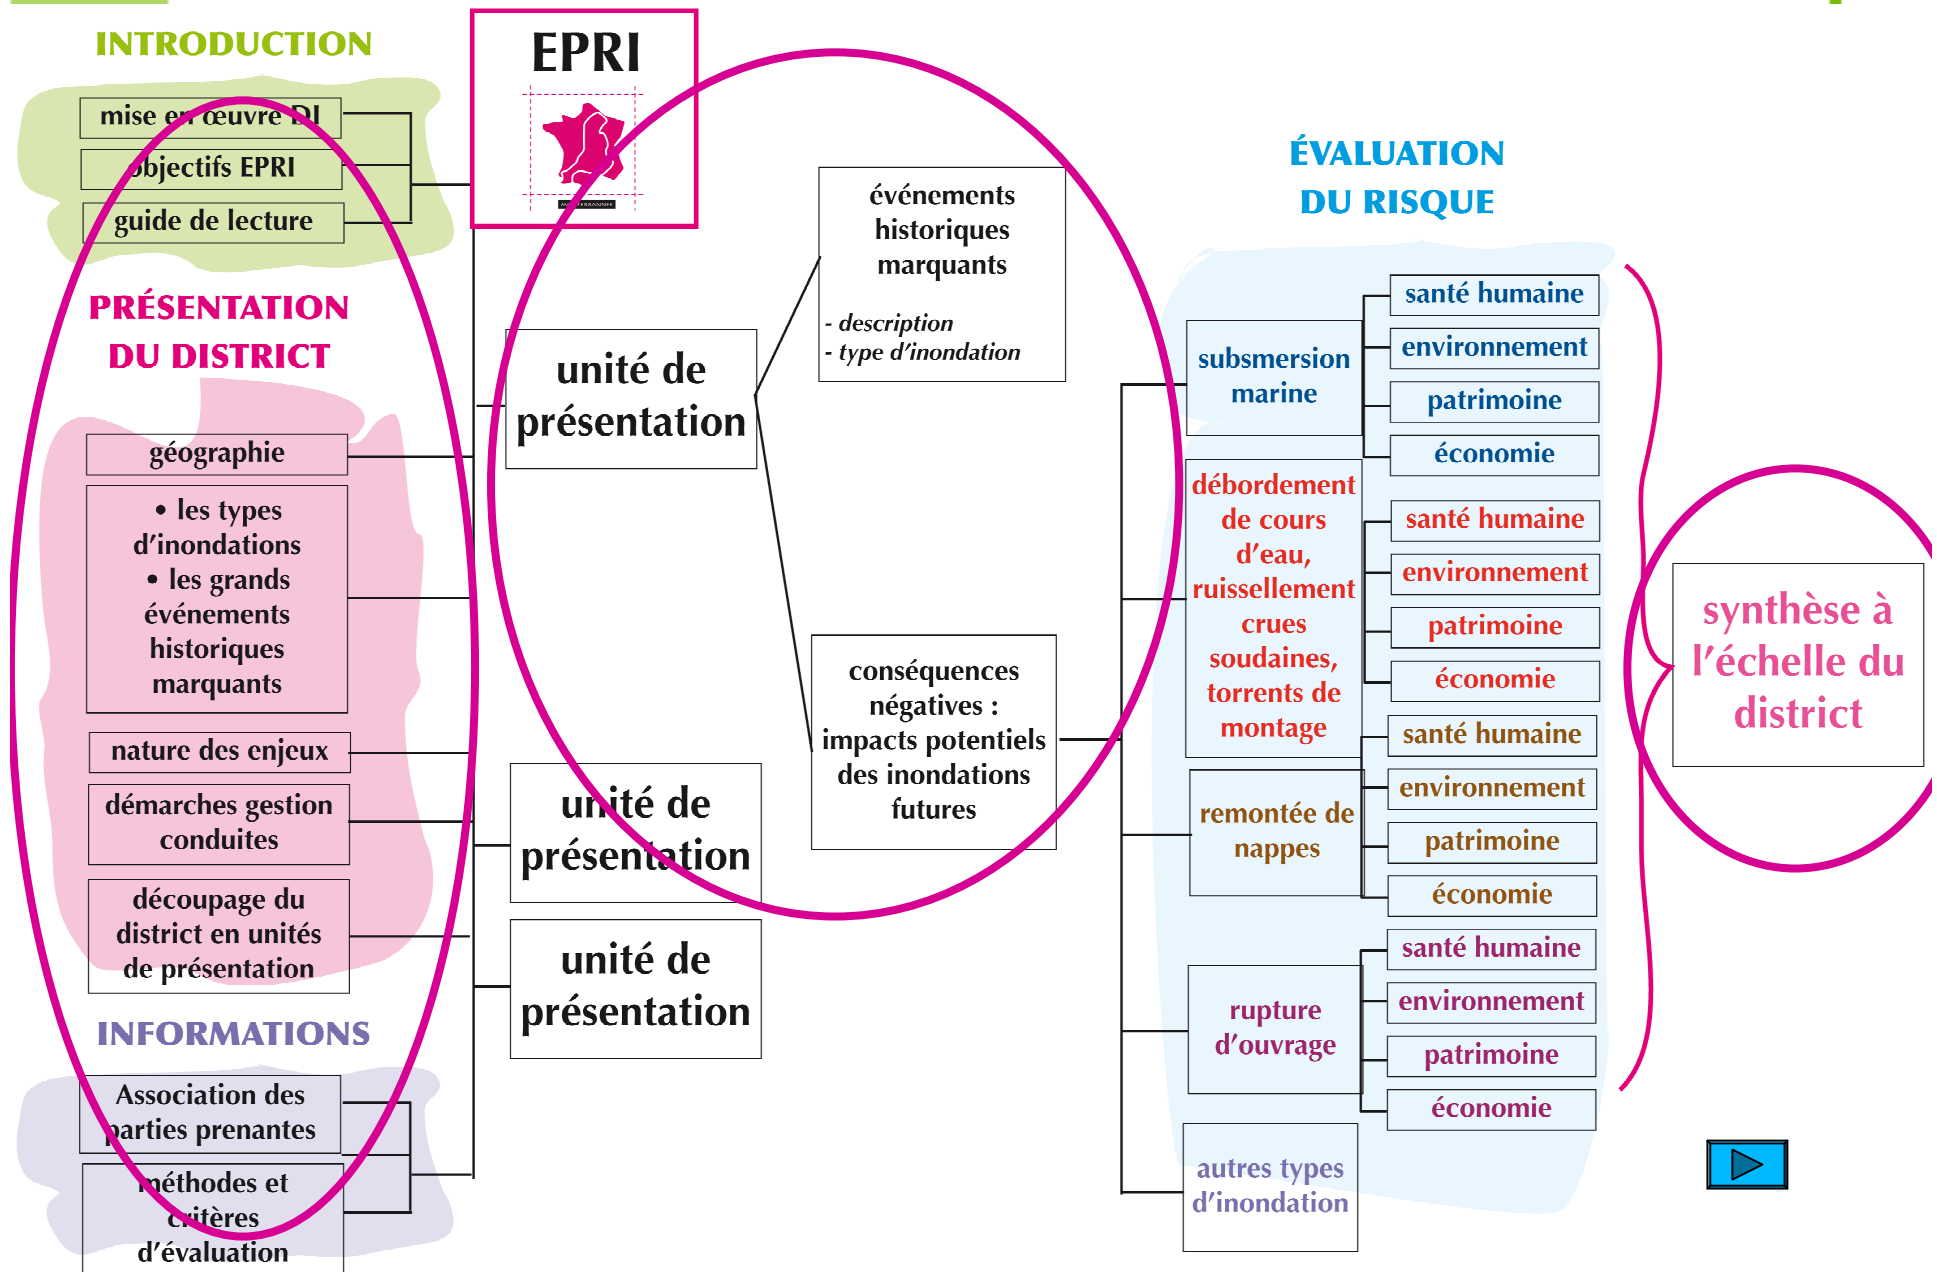 INTRODUCTION
mise en œuvre DI
objectifs EPRI
guide de lecture
PRÉSENTATION
DU DISTRICT
géographie
• les types
d’inondations
• les grands
événements
historiques
marquants
nature des enjeux
démarches gestion
conduites
découpage du
district en unités
de présentation
INFORMATIONS
Association des
parties prenantes
méthodes et
critères
d’évaluation
EPRI
unité de
présentation
unité de
présentation
unité de
présentation
événements
historiques
marquants
- description
- type d’inondation
conséquences
négatives :
impacts potentiels
des inondations
futures
ÉVALUATION
DU RISQUE
subsmersion
marine
santé humaine
environnement
patrimoine
économie
débordement
de cours
d’eau,
ruissellement
crues
soudaines,
torrents de
montage
santé humaine
environnement
patrimoine
économie
remontée de
nappes
santé humaine
environnement
patrimoine
économie
rupture
d’ouvrage
santé humaine
environnement
patrimoine
économie
autres types
d’inondation
synthèse à
l’échelle du
district